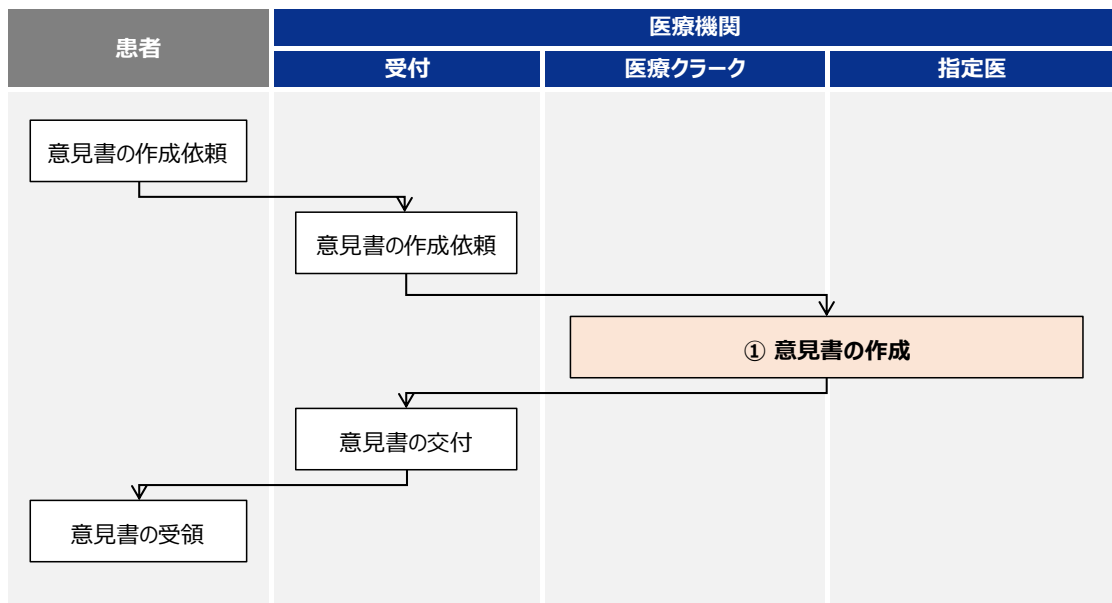 患者
医療機関
受付
医療クラーク
指定医
意見書の作成依頼
意見書の作成依頼
① 意見書の作成
意見書の交付
意見書の受領